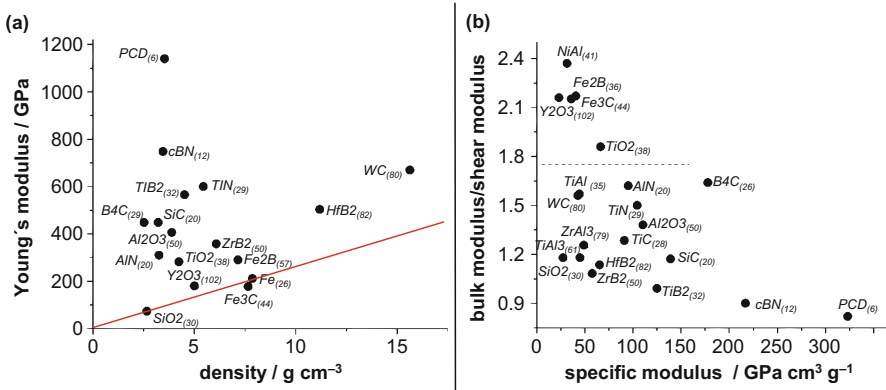 (a)
Young´s modulus / GPa
1200
1000
800
600
400
200
0
PCD(6)
cBN(12)
TIB2(32)
TIN(29)
WC(80)
B4C(29)
SiC(20)
HfB2(82)
Al2O3(50)
ZrB2(50)
AlN(20)
TiO2(38)
Fe2B(57)
Y2O3(102)
Fe(26)
Fe3C(44)
SiO2(30)
0 5 10 15
density / g cm⁻³
(b)
bulk modulus/shear modulus
2.4
2.1
1.8
1.5
1.2
0.9
NiAl(41)
Fe2B(36)
Fe3C(44)
Y2O3(102)
TiO2(38)
TiAl(35)
AlN(20)
B4C(26)
WC(80)
TiN(29)
Al2O3(50)
ZrAl3(79)
TiC(28)
TiAl3(61)
SiC(20)
HfB2(82)
SiO2(30)
ZrB2(50)
TiB2(32)
cBN(12)
PCD(6)
0 50 100 150 200 250 300
specific modulus / GPa cm³ g⁻¹